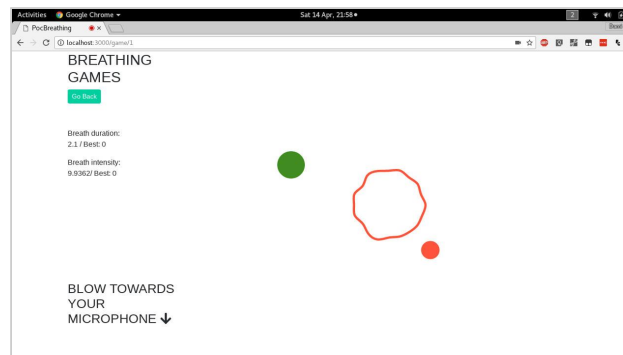 Activities Google Chrome Sat 14 Apr, 21:58 2
PocBreathing
localhost:3000/game/1
BREATHING
GAMES
Go Back
Breath duration:
2.1 / Best: 0
Breath intensity:
9.9362/ Best: 0
BLOW TOWARDS
YOUR
MICROPHONE